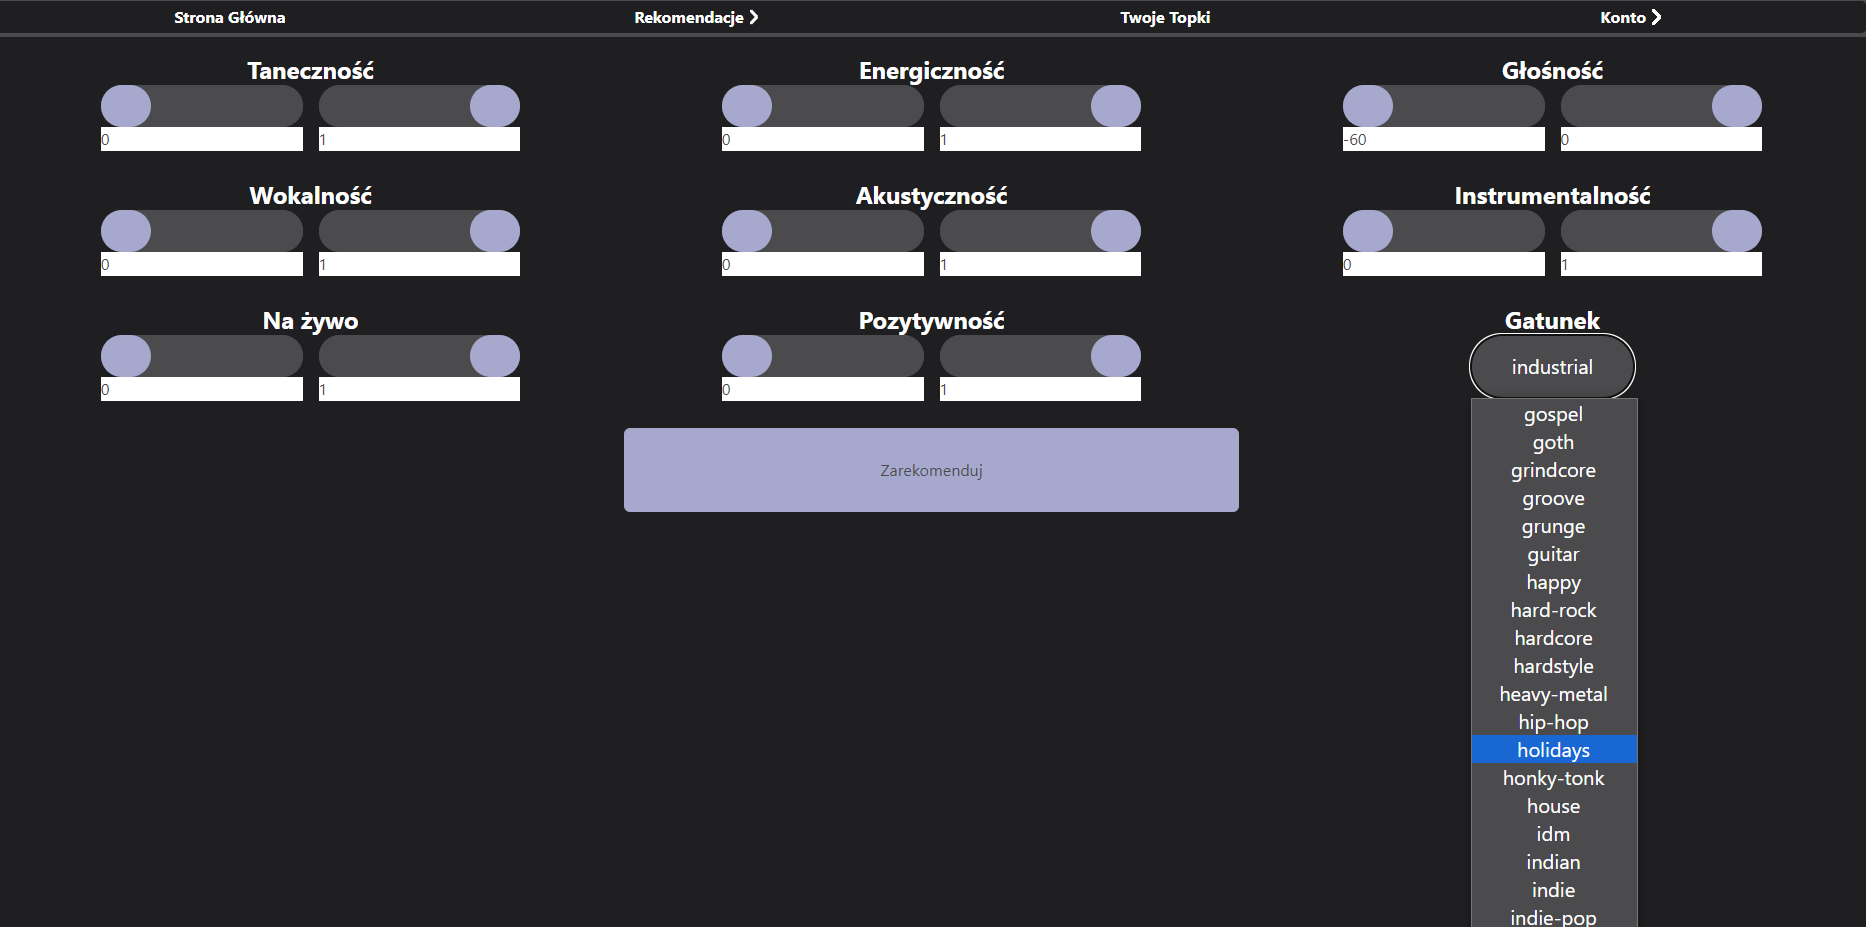 Strona Główna Rekomendacje Twoje Topki Konto
Taneczność Energiczność Głośność
0 1 0 1 -60 0
Wokalność Akustyczność Instrumentalność
0 1 0 1 0 1
Na żywo Pozytywność Gatunek
industrial
0 1 0 1
gospel
goth
Zarekomenduj
grindcore
groove
grunge
guitar
happy
hard-rock
hardcore
hardstyle
heavy-metal
hip-hop
holidays
honky-tonk
house
idm
indian
indie
indie-pop